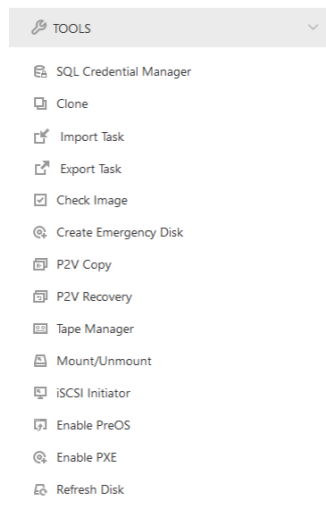 TOOLS
SQL Credential Manager
Clone
Import Task
Export Task
Check Image
Create Emergency Disk
P2V Copy
P2V Recovery
Tape Manager
Mount/Unmount
iSCSI Initiator
Enable PreOS
Enable PXE
Refresh Disk